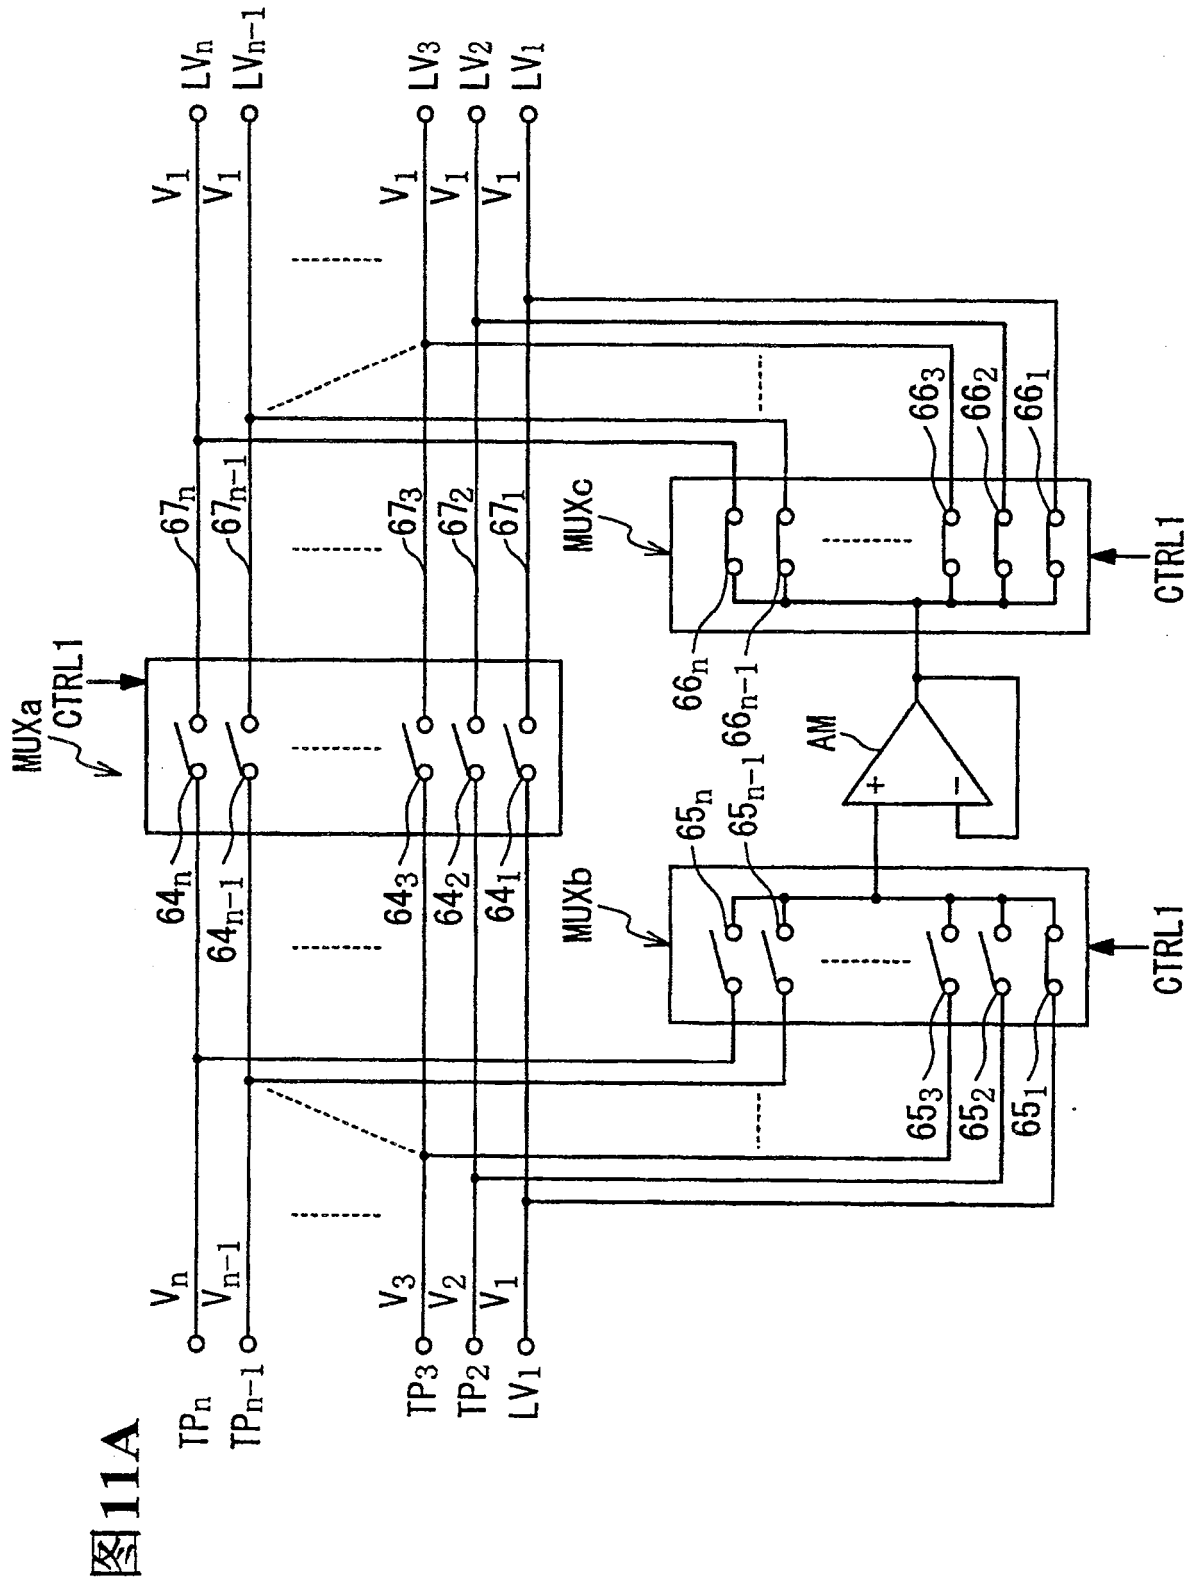 图11A
MUXa
CTRL1
TPn
Vn
64n
67n
V1
LVn
TPn-1
Vn-1
64n-1
67n-1
V1
LVn-1
TP3
V3
643
673
V1
LV3
TP2
V2
642
672
V1
LV2
LV1
V1
641
671
V1
LV1
MUXb
65n
65n-1
653
652
651
CTRL1
AM
+
−
MUXc
66n
66n-1
663
662
661
CTRL1